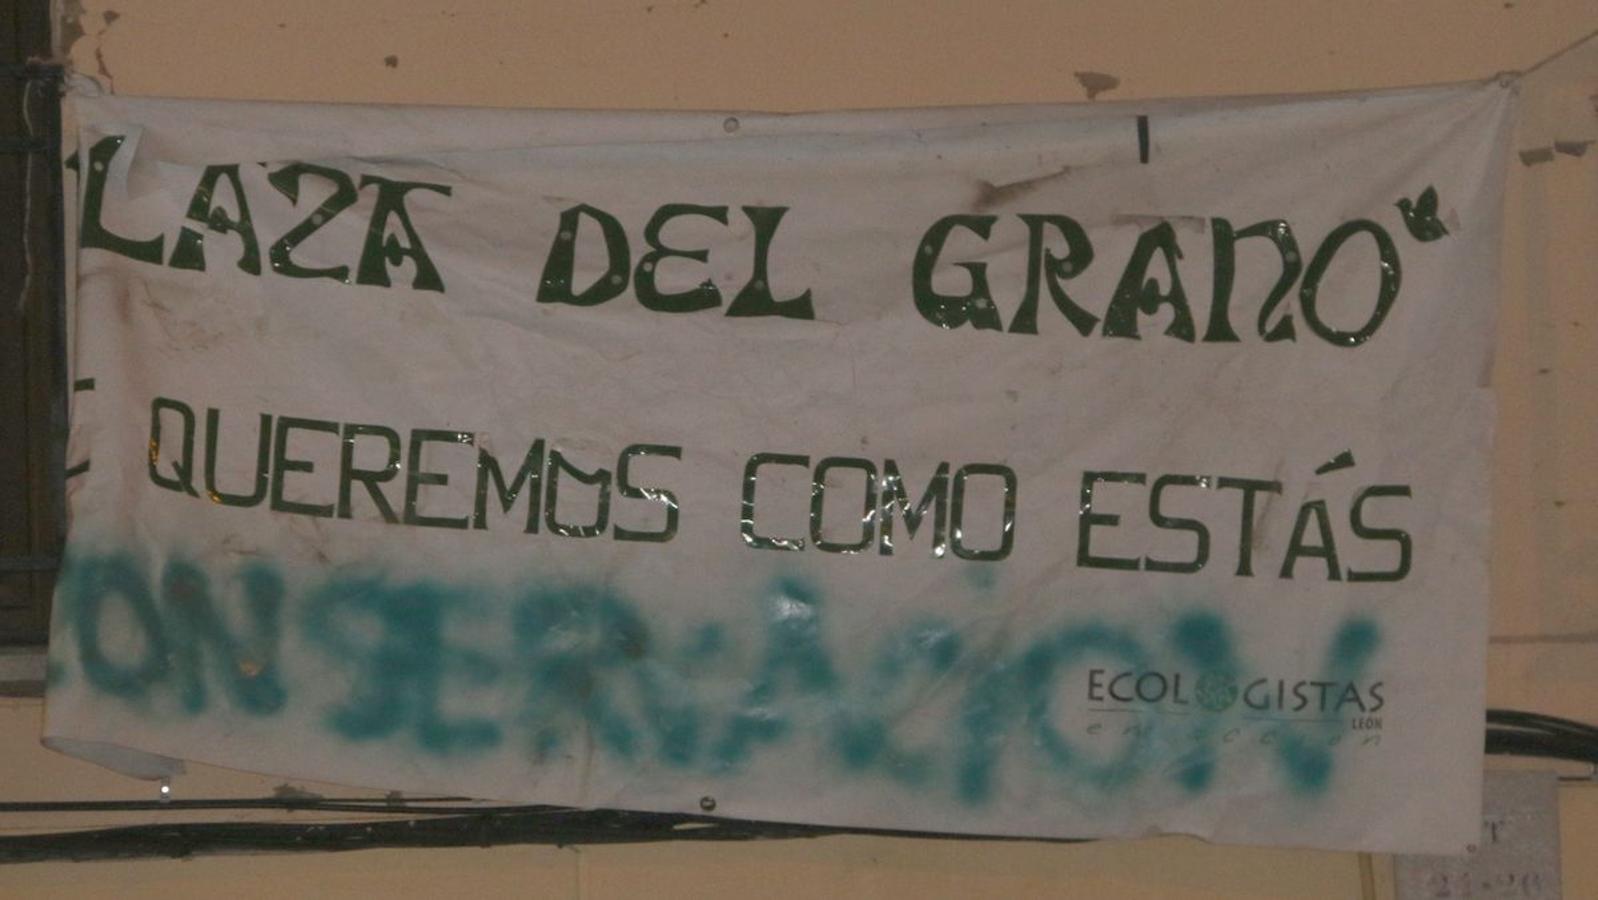 LAZA DEL GRANO
QUEREMOS COMO ESTÁS
ONSERVACIÓN
ECOLOGISTAS
LEÓN
en acción